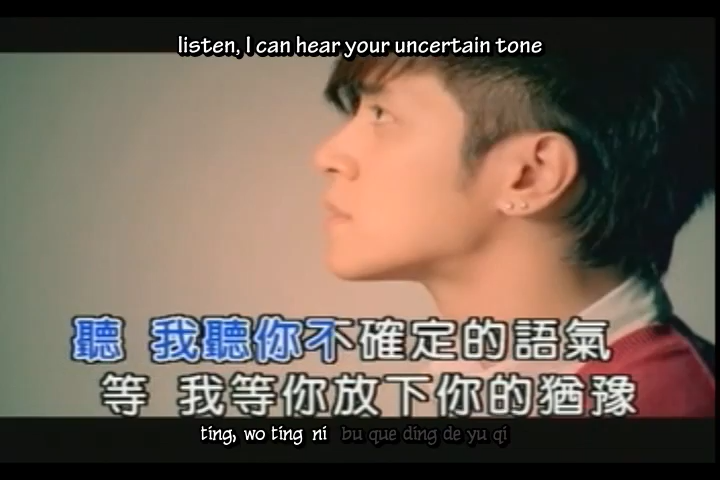 listen, I can hear your uncertain tone
聽 我聽你不確定的語氣
等 我等你放下你的猶豫
ting, wo ting ni bu que ding de yu qi